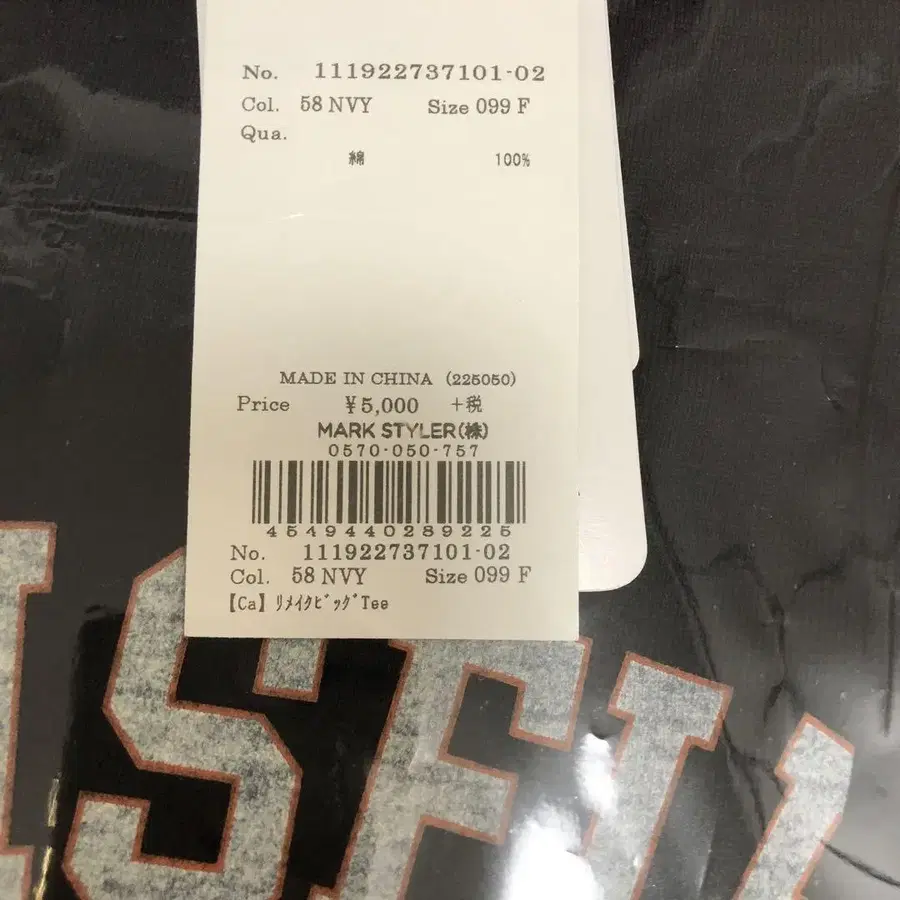 No. 111922737101-02
Col. 58 NVY Size 099 F
Qua.
綿 100%
MADE IN CHINA (225050)
Price ¥5,000 +税
MARK STYLER(株)
0570-050-757
4549440289225
No. 111922737101-02
Col. 58 NVY Size 099 F
【Ca】ﾘﾒｲｸﾋﾞｯｸﾞTee